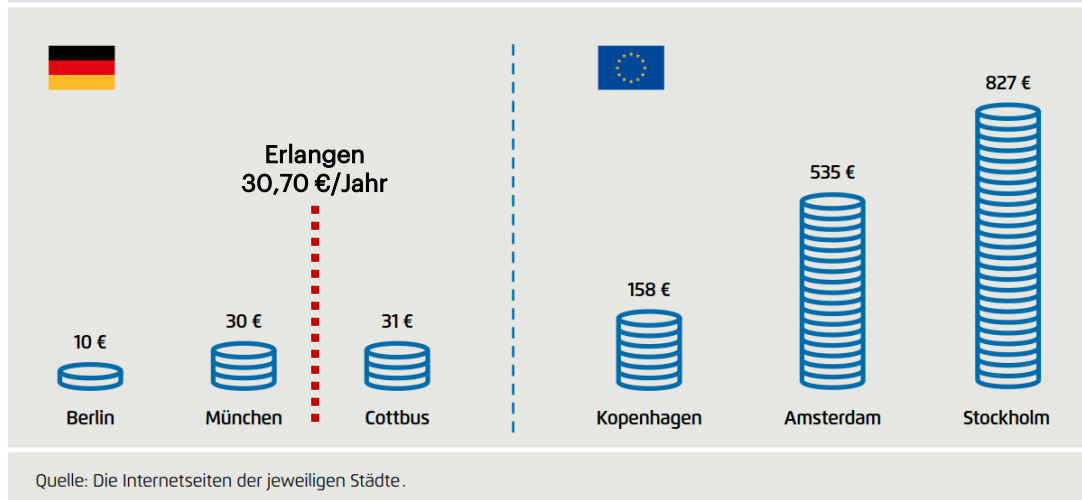 Erlangen
30,70 €/Jahr
10 €
30 €
31 €
158 €
535 €
827 €
Berlin
München
Cottbus
Kopenhagen
Amsterdam
Stockholm
Quelle: Die Internetseiten der jeweiligen Städte.